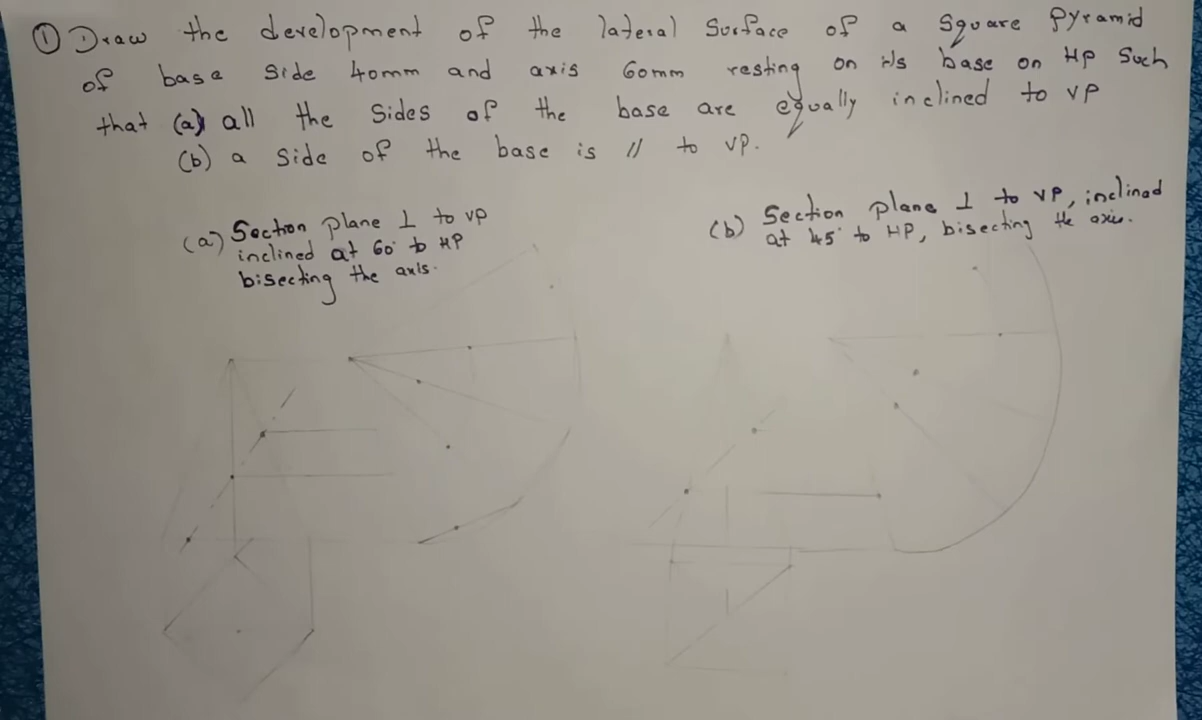 ① Draw the development of the lateral Surface of a Square Pyramid
of base side 40mm and axis 60mm resting on its base on HP Such
that (a) all the Sides of the base are equally inclined to VP
(b) a side of the base is // to VP.
(a) Section plane ⊥ to VP
inclined at 60° to HP
bisecting the axis.
(b) Section plane ⊥ to VP, inclined
at 45° to HP, bisecting the axis.